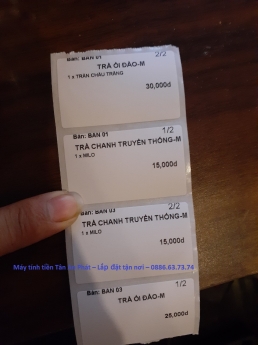 Bàn: BÀN 01 2/2
TRÀ ỔI ĐÀO-M
1 x TRÂN CHÂU TRẮNG
30,000đ
Bàn: BÀN 01 1/2
TRÀ CHANH TRUYỀN THỐNG-M
1 x MILO
15,000đ
Bàn: BÀN 03 2/2
TRÀ CHANH TRUYỀN THỐNG-M
1 x MILO
15,000đ
Máy tính tiền Tân – Lắp đặt tận nơi – 0886.63.73.74
Bàn: BÀN 03 1/2
TRÀ ỔI ĐÀO-M
25,000đ